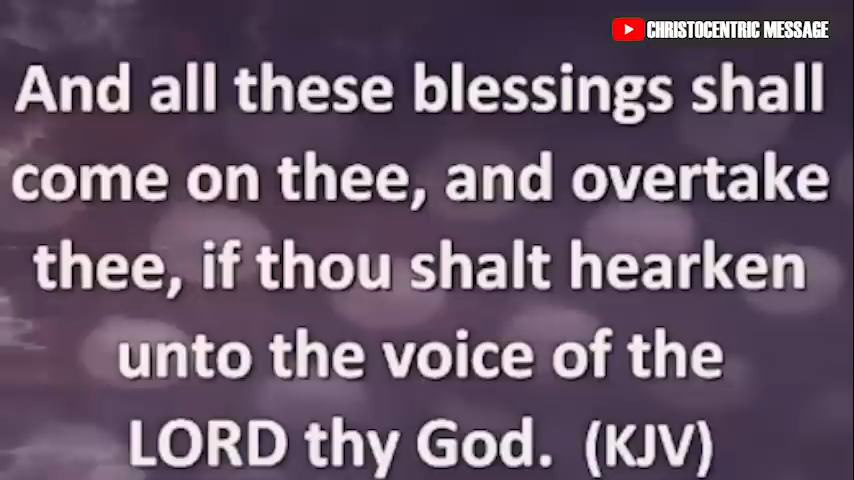 CHRISTOCENTRIC MESSAGE
And all these blessings shall
come on thee, and overtake
thee, if thou shalt hearken
unto the voice of the
LORD thy God. (KJV)